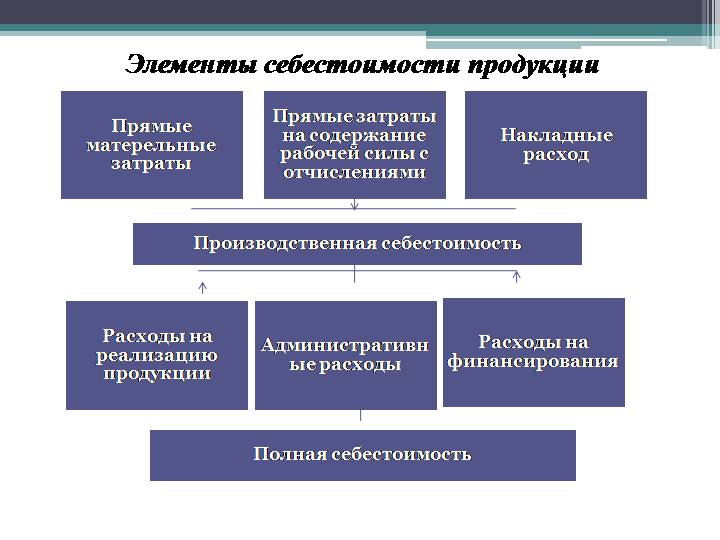 Элементы себестоимости продукции
Прямые
матерельные
затраты
Прямые затраты
на содержание
рабочей силы с
отчислениями
Накладные
расход
Производственная себестоимость
Расходы на
реализацию
продукции
Административн
ые расходы
Расходы на
финансирования
Полная себестоимость